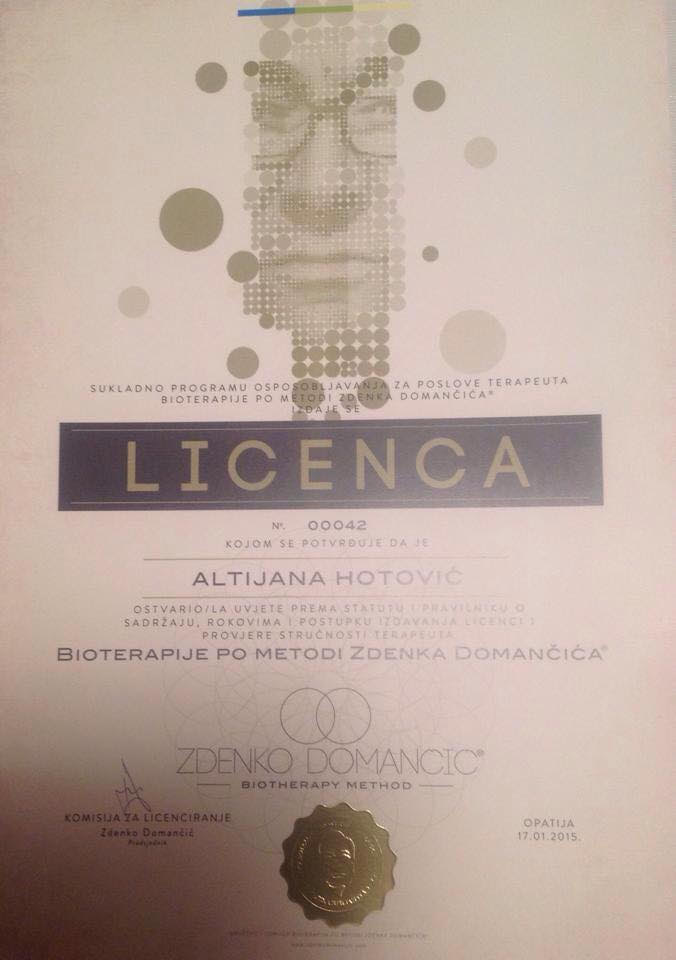 SUKLADNO PROGRAMU OSPOSOBLJAVANJA ZA POSLOVE TERAPEUTA
BIOTERAPIJE PO METODI ZDENKA DOMANČIĆA®
IZDAJE SE
LICENCA
Nº. 00042
KOJOM SE POTVRĐUJE DA JE
ALTIJANA HOTOVIĆ
OSTVARIO/LA UVJETE PREMA STATUTU I PRAVILNIKU O
SADRŽAJU, ROKOVIMA I POSTUPKU IZDAVANJA LICENCI I
PROVJERE STRUČNOSTI TERAPEUTA
BIOTERAPIJE PO METODI ZDENKA DOMANČIĆA®
ZDENKO DOMANČIĆ®
BIOTHERAPY METHOD
KOMISIJA ZA LICENCIRANJE
Zdenko Domančić
Predsjednik
OPATIJA
17.01.2015.